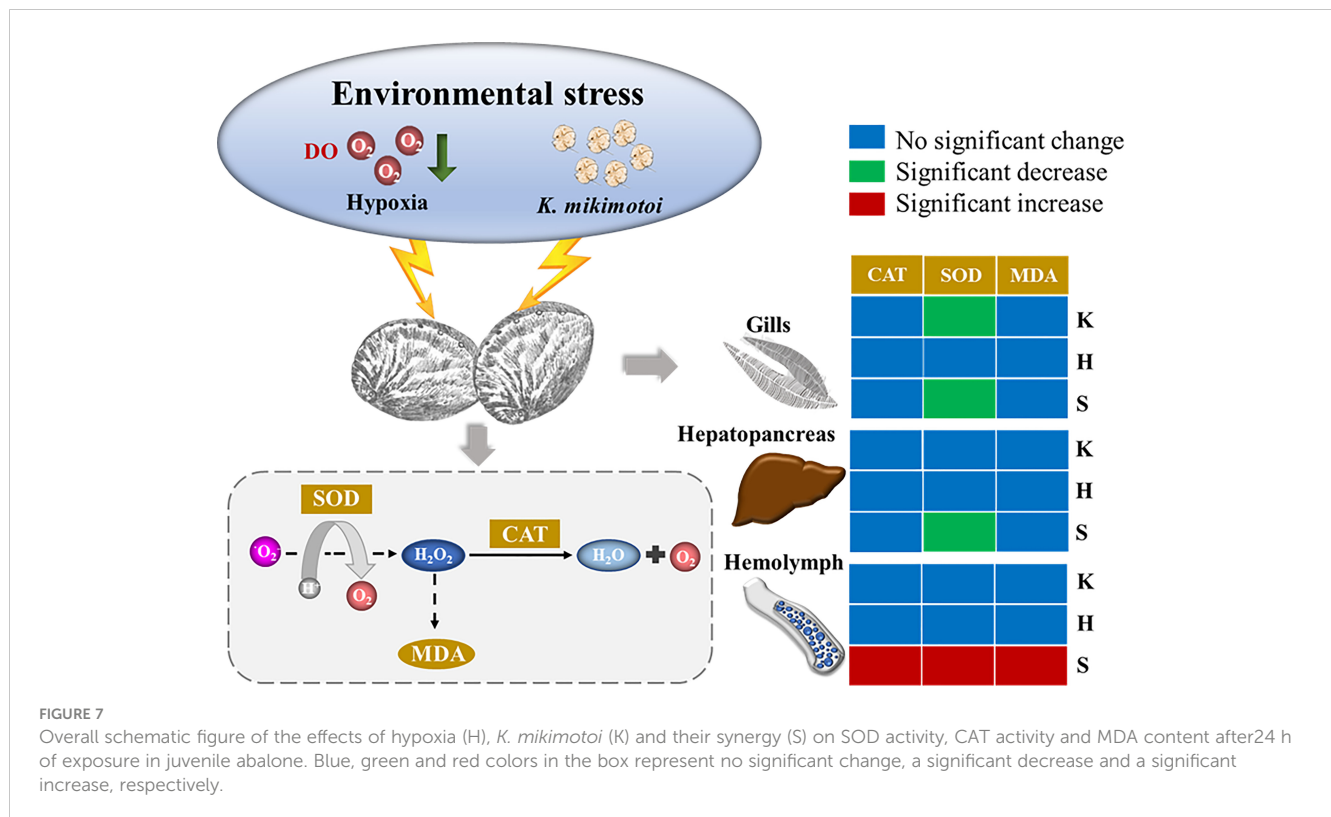 Environmental stress
DO
O2
O2
O2
Hypoxia
K. mikimotoi
No significant change
Significant decrease
Significant increase
CAT SOD MDA
Gills
K
H
S
Hepatopancreas
K
H
S
Hemolymph
K
H
S
SOD
CAT
·O2-
H2O2
H2O
O2
H+
O2
MDA
FIGURE 7
Overall schematic figure of the effects of hypoxia (H), K. mikimotoi (K) and their synergy (S) on SOD activity, CAT activity and MDA content after24 h
of exposure in juvenile abalone. Blue, green and red colors in the box represent no significant change, a significant decrease and a significant
increase, respectively.